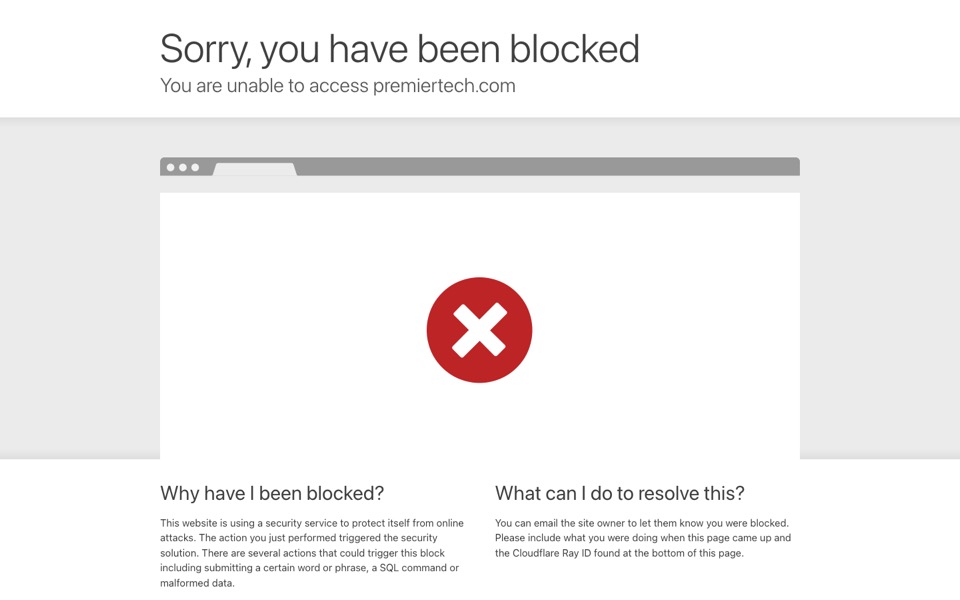 Sorry, you have been blocked
You are unable to access premiertech.com
Why have I been blocked?
This website is using a security service to protect itself from online
attacks. The action you just performed triggered the security
solution. There are several actions that could trigger this block
including submitting a certain word or phrase, a SQL command or
malformed data.
What can I do to resolve this?
You can email the site owner to let them know you were blocked.
Please include what you were doing when this page came up and
the Cloudflare Ray ID found at the bottom of this page.